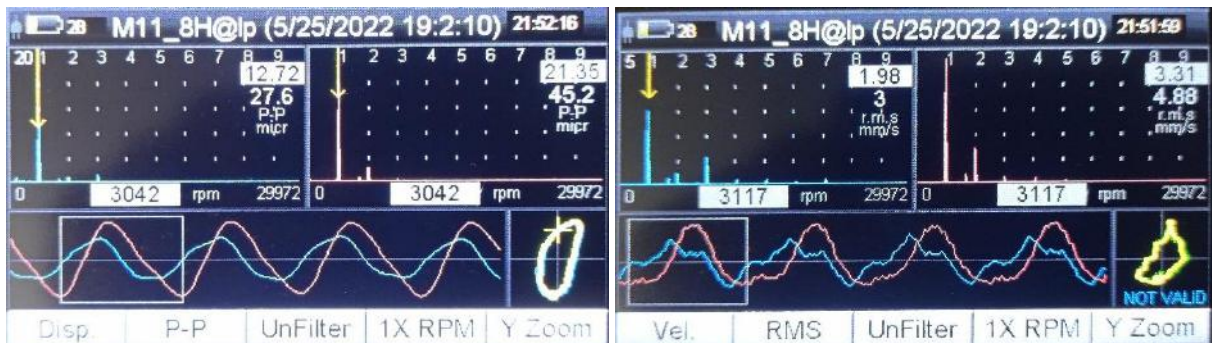 28 M11_8H@lp (5/25/2022 19:2:10) 21:52:16
20 1 2 3 4 5 6 7 8 9
12.72
27.6
P-P
micr
1 2 3 4 5 6 7 8 9
21.35
45.2
P-P
micr
0 3042 rpm 29972
0 3042 rpm 29972
Disp. P-P UnFilter 1X RPM Y Zoom
28 M11_8H@lp (5/25/2022 19:2:10) 21:51:59
5 1 2 3 4 5 6 7 8 9
1.98
3
r.m.s
mm/s
1 2 3 4 5 6 7 8 9
3.31
4.88
r.m.s
mm/s
0 3117 rpm 29972
0 3117 rpm 29972
NOT VALID
Vel. RMS UnFilter 1X RPM Y Zoom